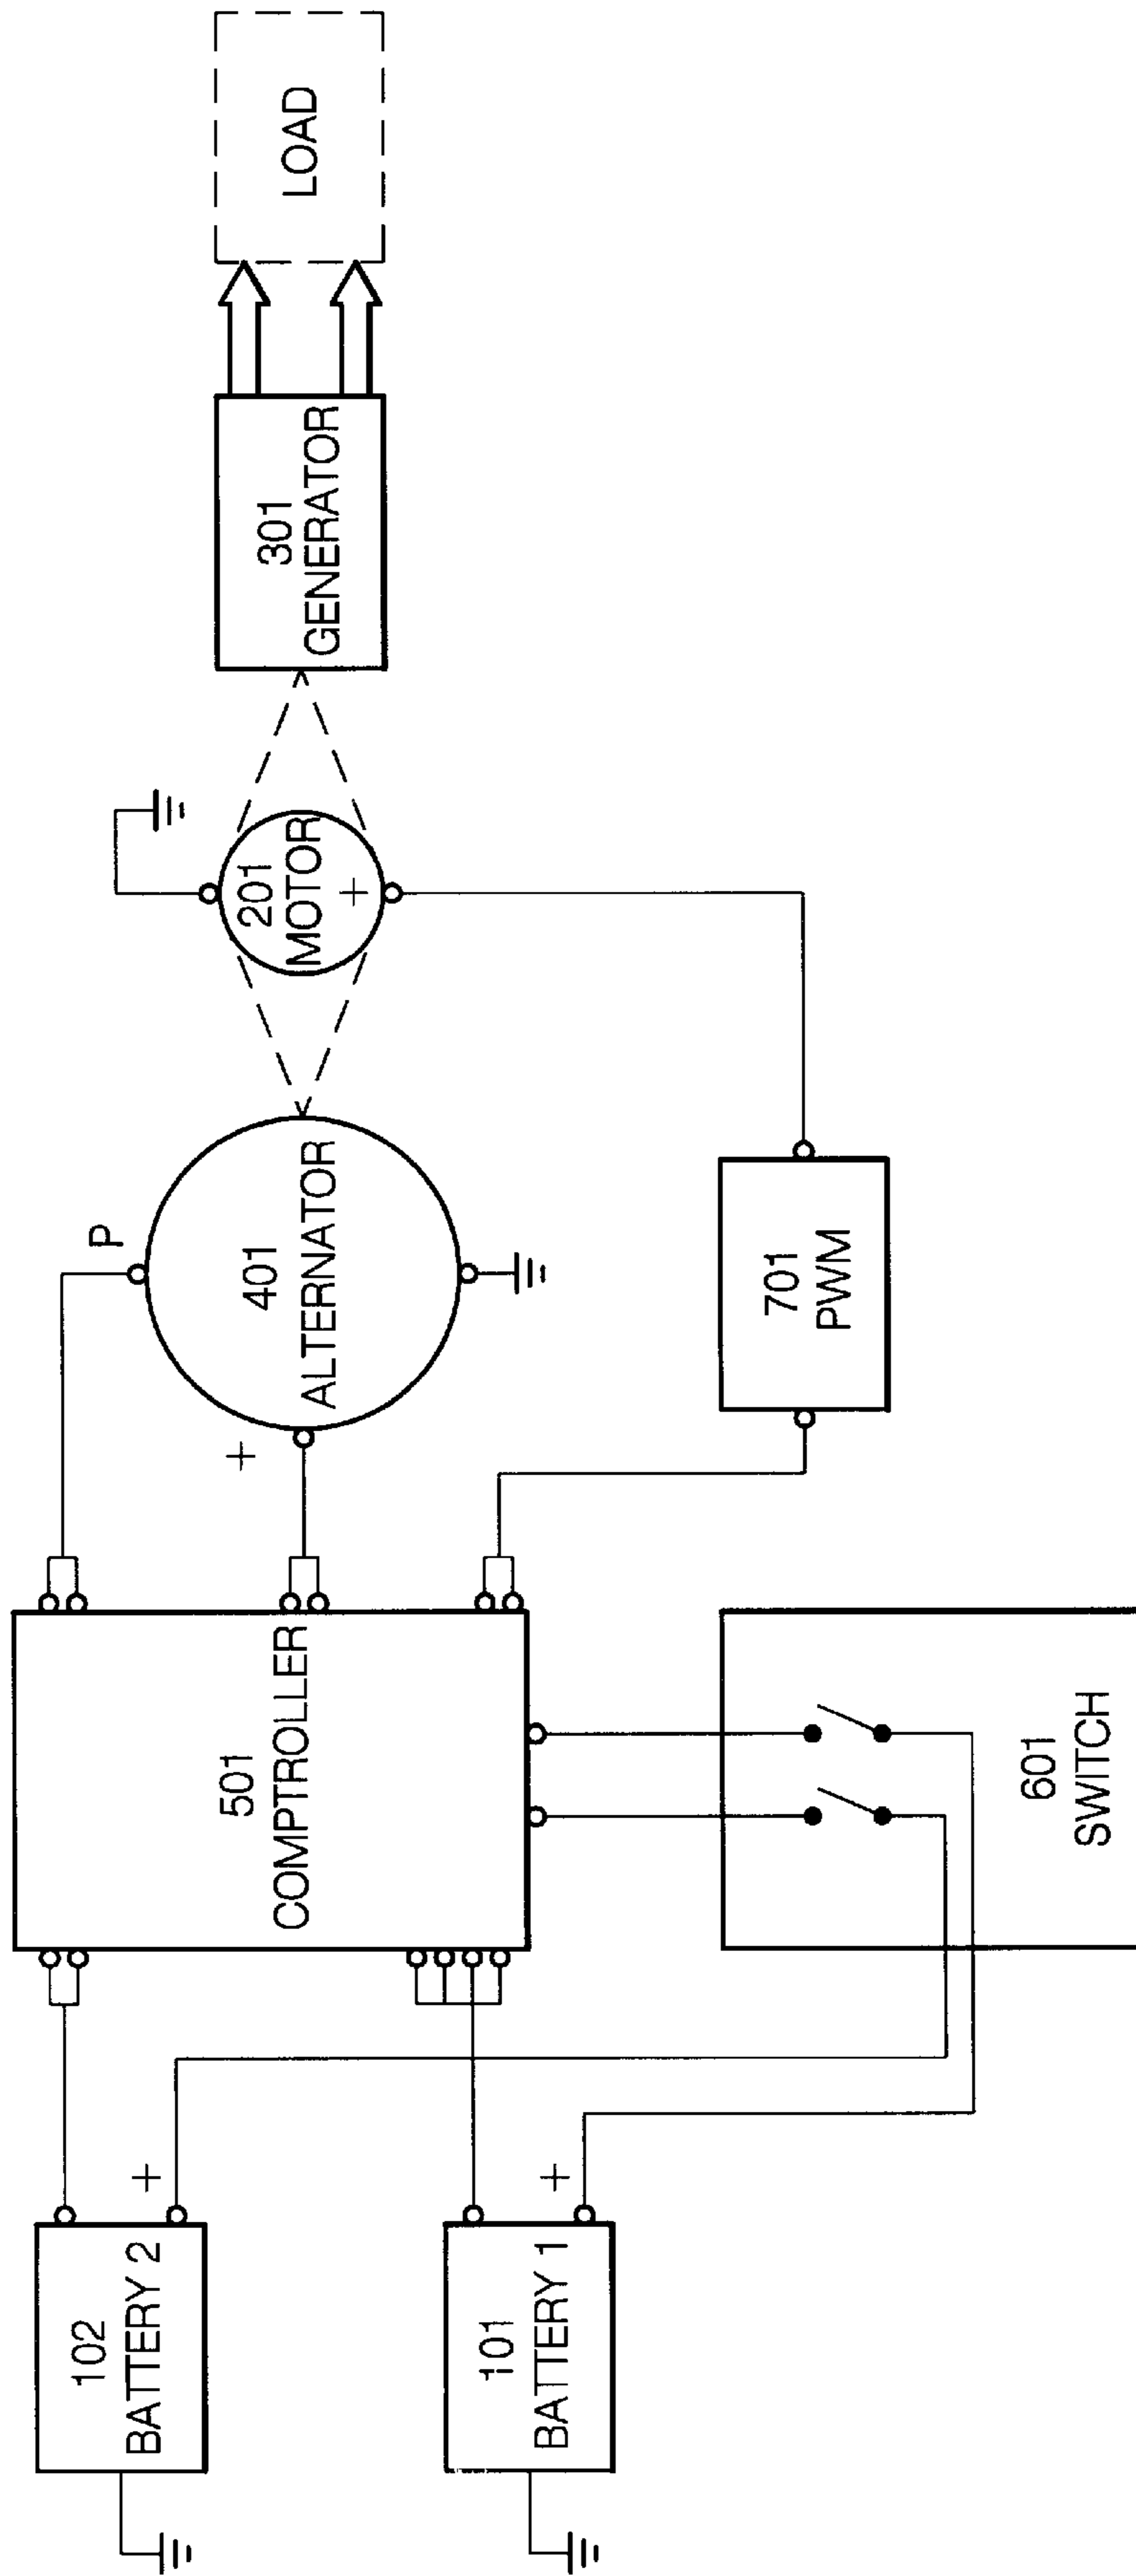 102
BATTERY 2
+
101
BATTERY 1
+
501
COMPTROLLER
601
SWITCH
P
+
401
ALTERNATOR
701
PWM
201
MOTOR
+
301
GENERATOR
LOAD